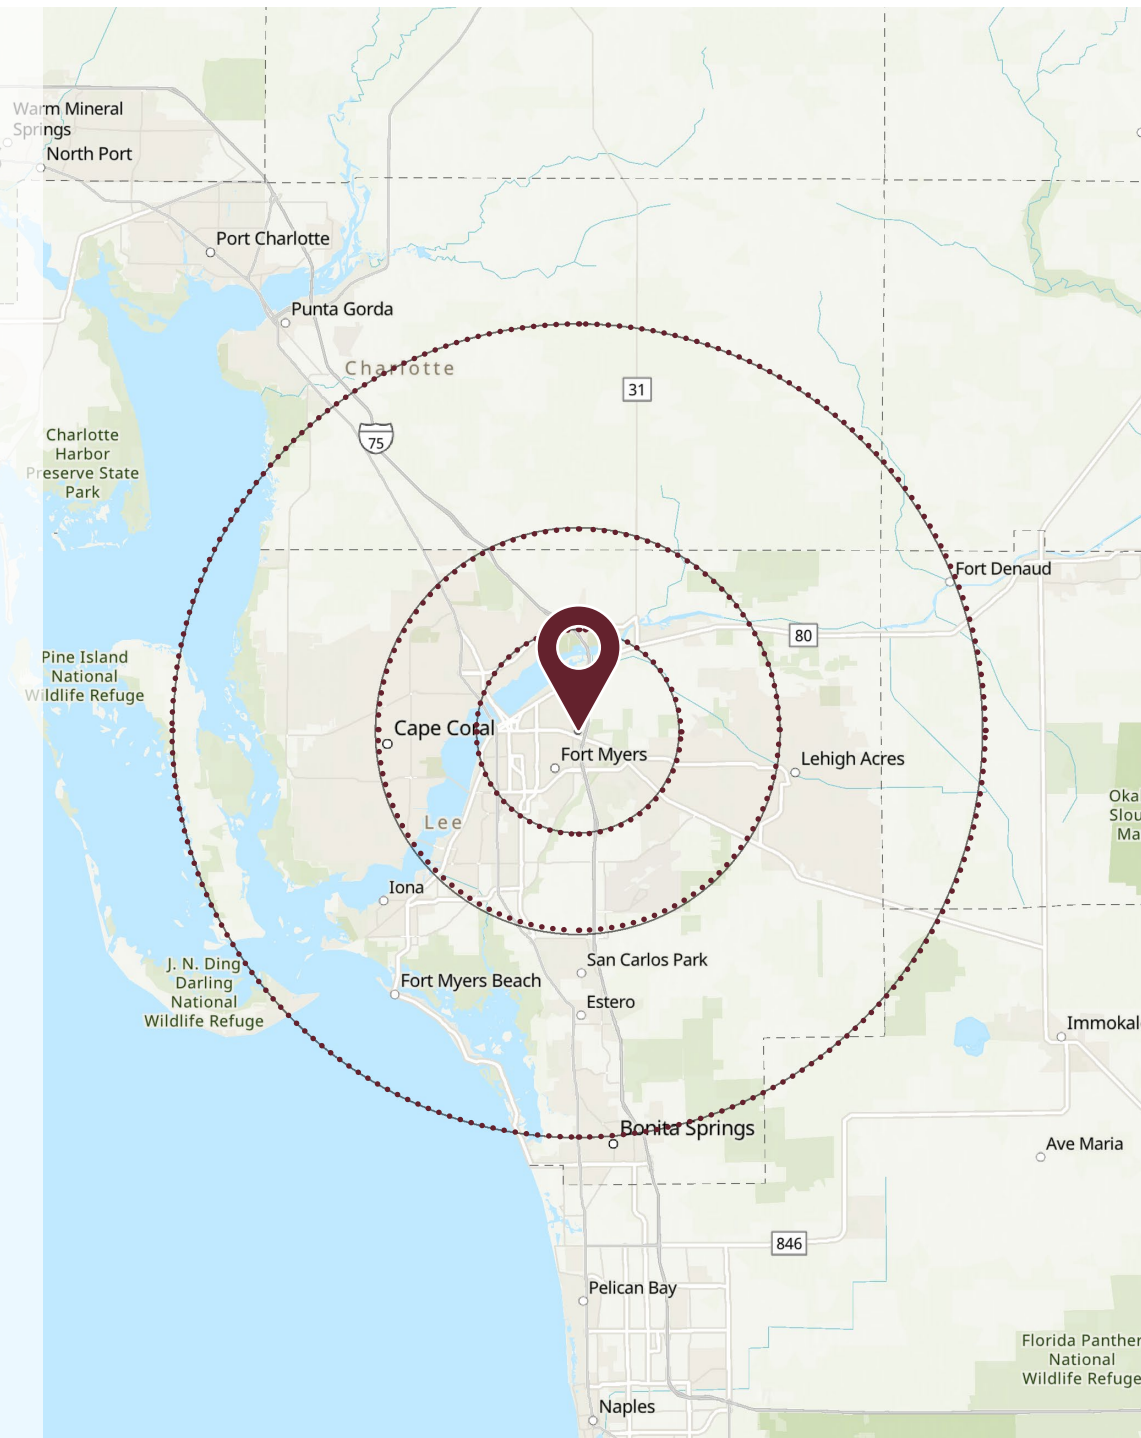 Warm Mineral
Springs
North Port
Port Charlotte
Punta Gorda
Charlotte
31
75
Charlotte
Harbor
Preserve State
Park
Fort Denaud
80
Pine Island
National
Wildlife Refuge
Cape Coral
Fort Myers
Lehigh Acres
Oka
Slou
Ma
Lee
Iona
San Carlos Park
J. N. Ding
Darling
National
Wildlife Refuge
Fort Myers Beach
Estero
Immokal
Bonita Springs
Ave Maria
846
Pelican Bay
Florida Panther
National
Wildlife Refuge
Naples